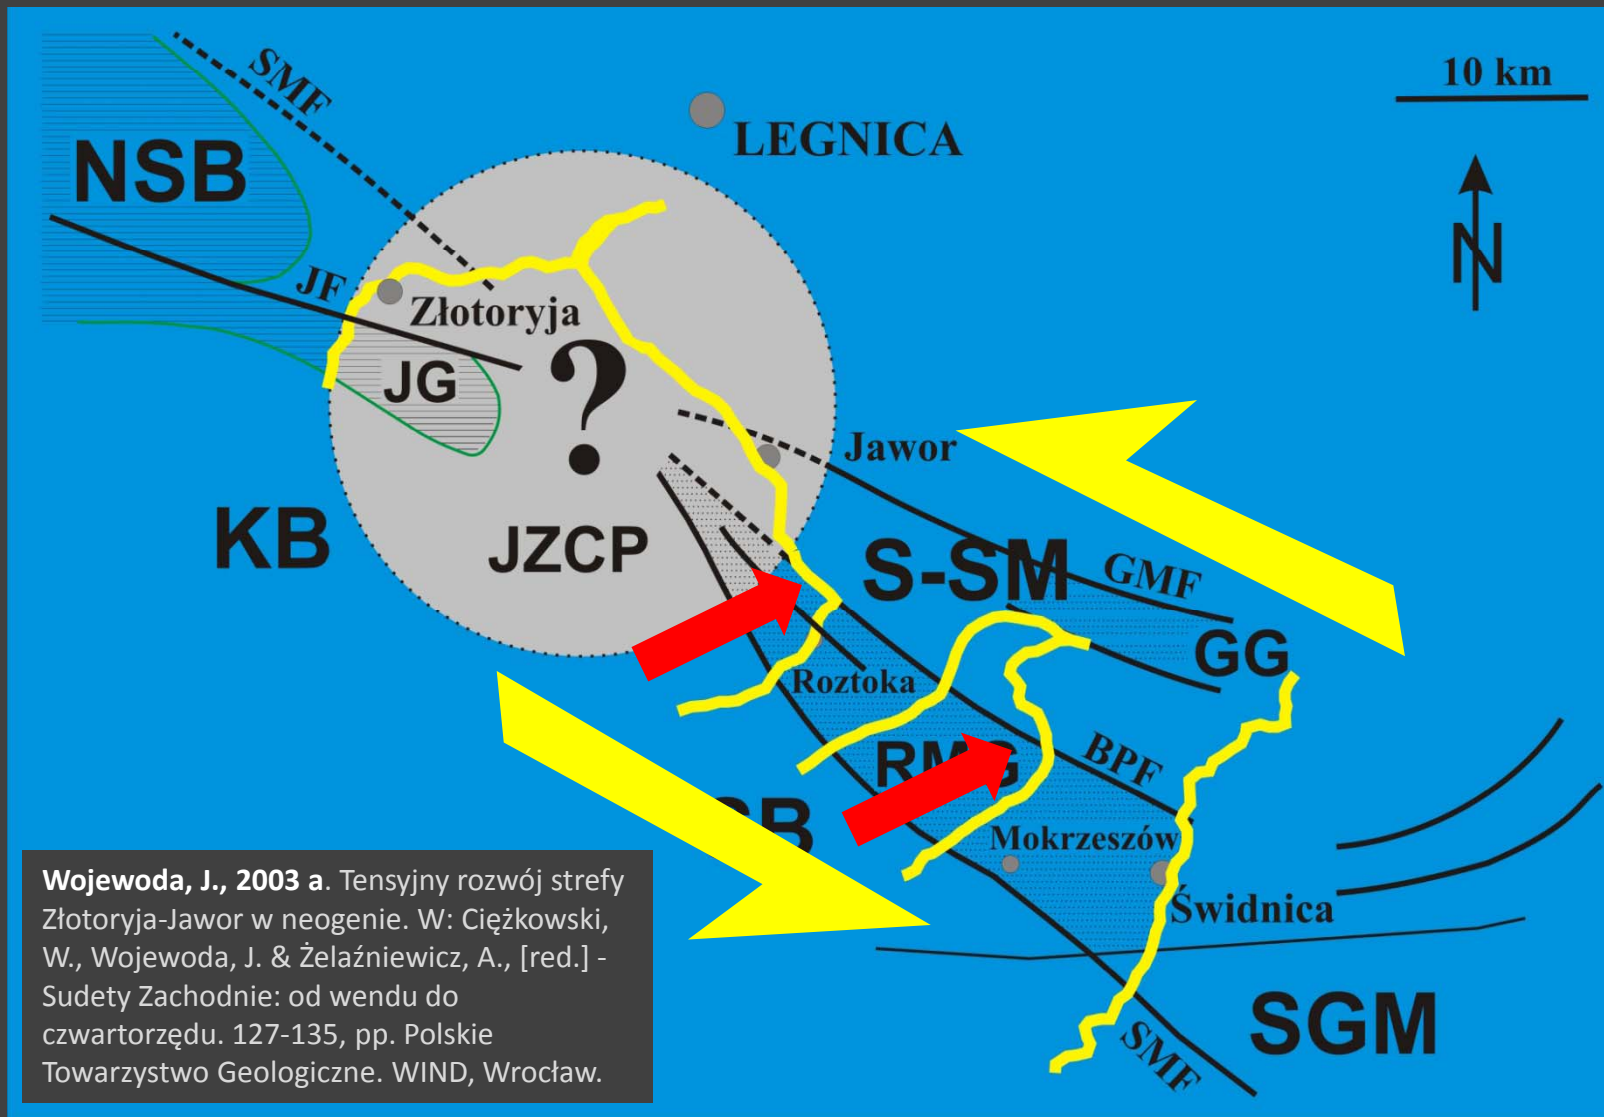 SMF
10 km
LEGNICA
NSB
N
JF
Złotoryja
JG
?
Jawor
KB
JZCP
S-SM
GMF
GG
Roztoka
RMG
BPF
Mokrzeszów
Świdnica
SGM
SMF
Wojewoda, J., 2003 a. Tensyjny rozwój strefy
Złotoryja-Jawor w neogenie. W: Ciężkowski,
W., Wojewoda, J. & Żelaźniewicz, A., [red.] -
Sudety Zachodnie: od wendu do
czwartorzędu. 127-135, pp. Polskie
Towarzystwo Geologiczne. WIND, Wrocław.